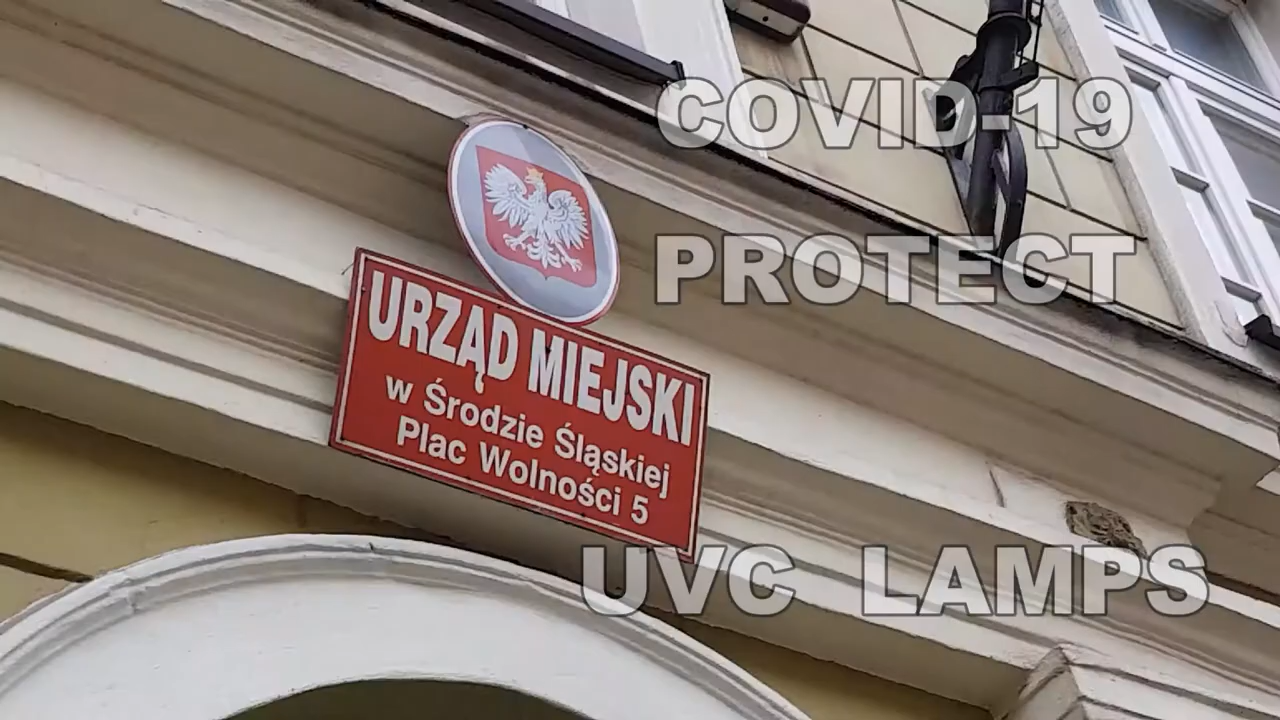 COVID-19
PROTECT
URZĄD MIEJSKI
w Środzie Śląskiej
Plac Wolności 5
UVC LAMPS